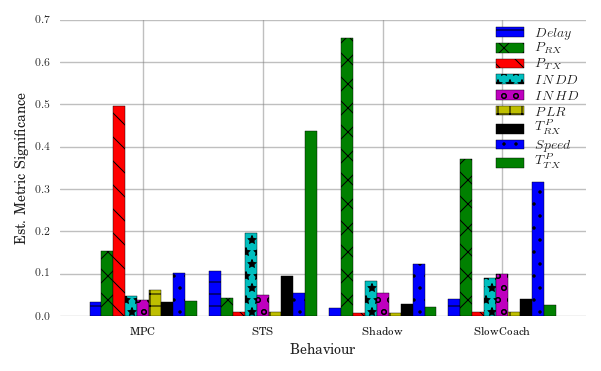 Est. Metric Significance
0.7
0.6
0.5
0.4
0.3
0.2
0.1
0.0
Delay
P_RX
P_TX
INDD
INHD
PLR
T^P_RX
Speed
T^P_TX
MPC STS Shadow SlowCoach
Behaviour